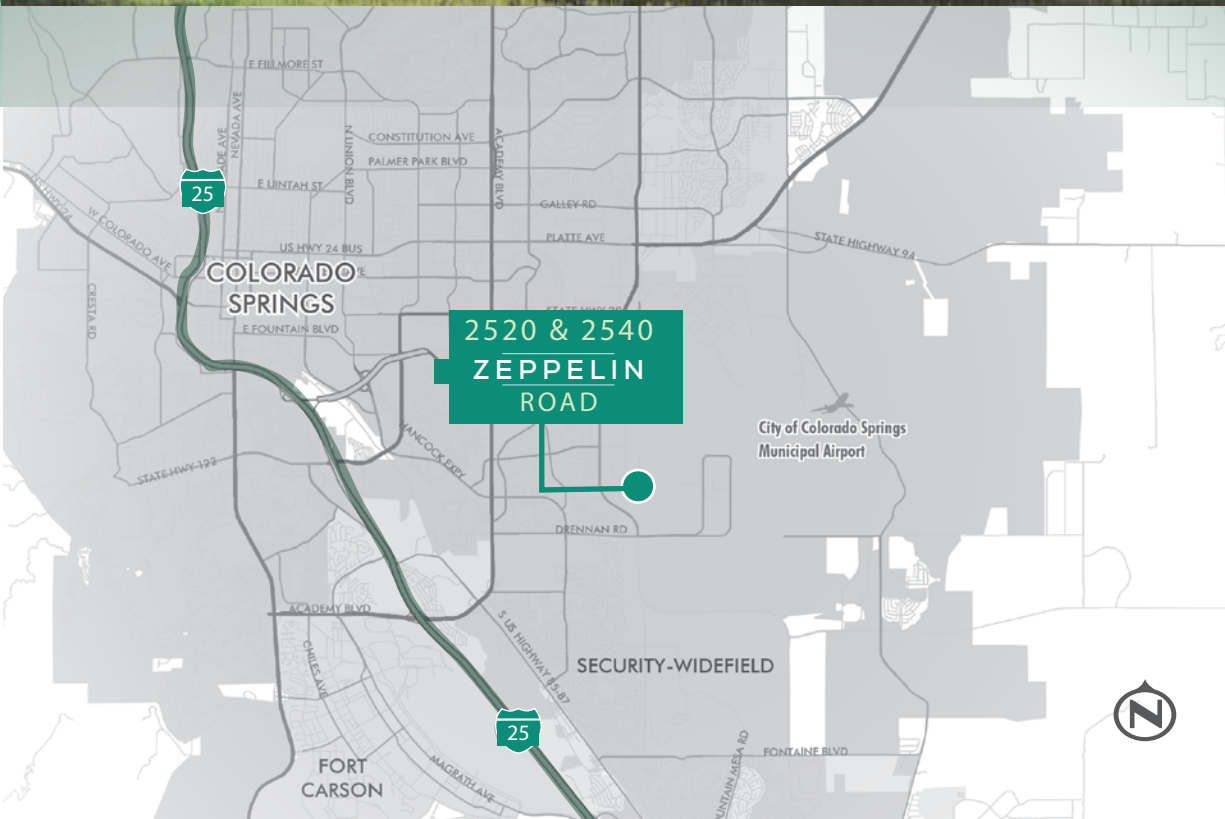 E FILLMORE ST
NEVADA AVE
N UNION BLVD
CONSTITUTION AVE
ACADEMY BLVD
PALMER PARK BLVD
E UINTAH ST
25
GALLEY RD
W COLORADO AVE
PLATTE AVE
STATE HIGHWAY 94
US HWY 24 BUS
COLORADO
SPRINGS
CRESTA RD
E FOUNTAIN BLVD
2520 & 2540
ZEPPELIN
ROAD
City of Colorado Springs
Municipal Airport
HANCOCK EXPY
STATE HWY 122
DRENNAN RD
ACADEMY BLVD
S US HIGHWAY 85-87
CHILES AVE
SECURITY-WIDEFIELD
25
N
FONTAINE BLVD
MESA RD
FORT
CARSON
MAGRATH AVE